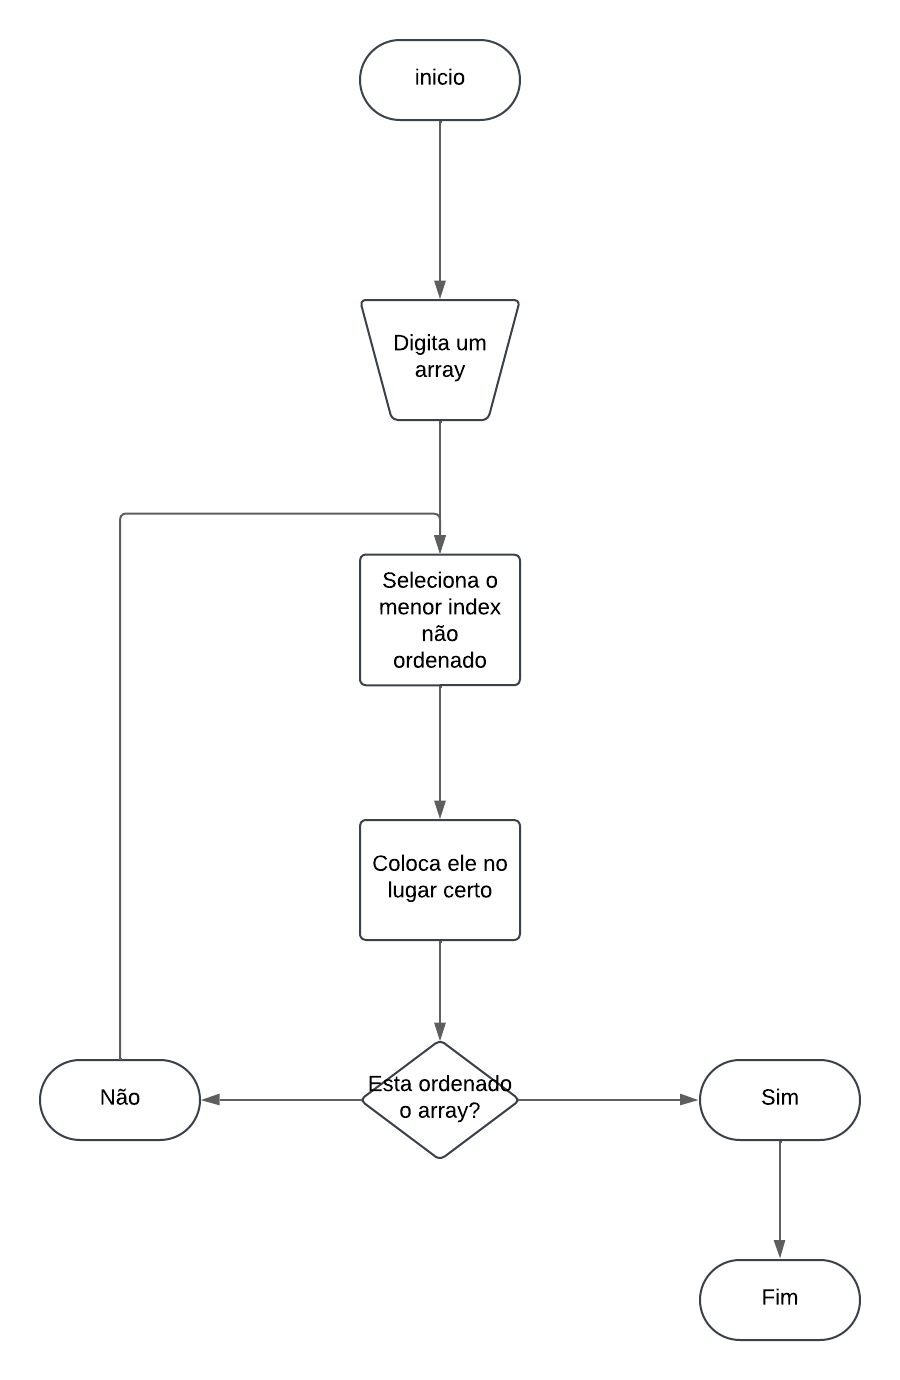 inicio
Digita um
array
Seleciona o
menor index
não
ordenado
Coloca ele no
lugar certo
Esta ordenado
o array?
Não
Sim
Fim